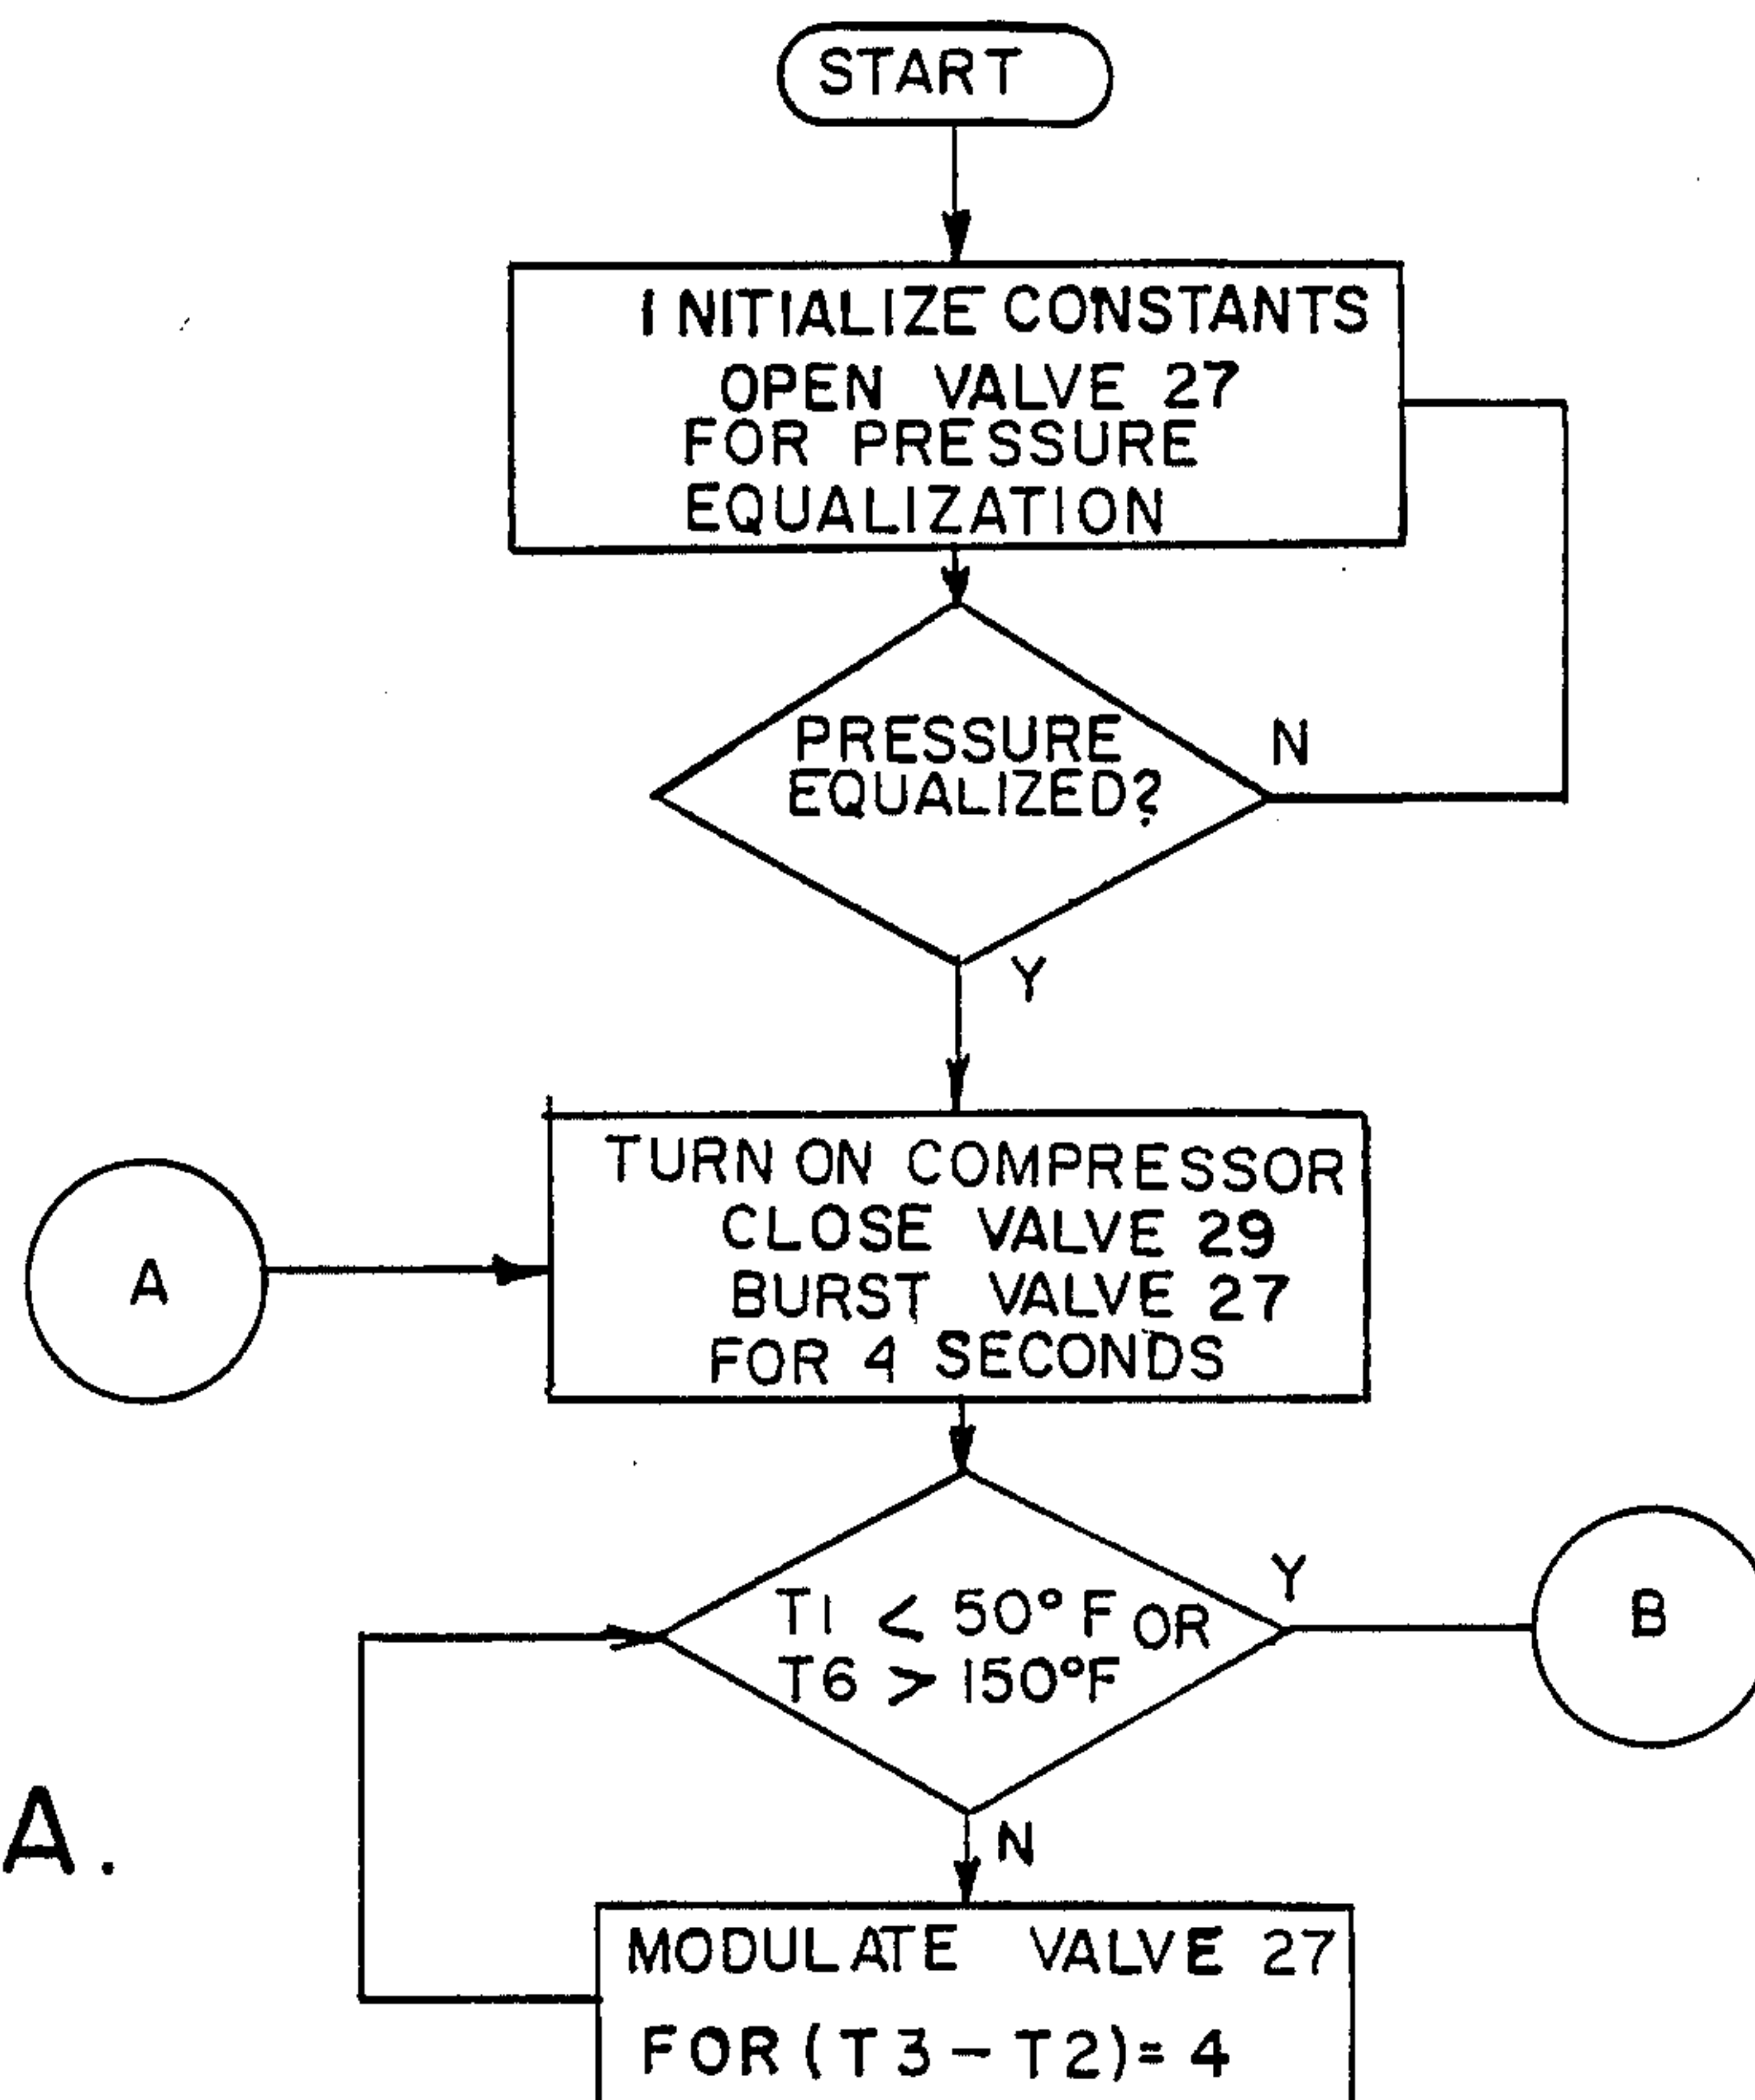 START
INITIALIZE CONSTANTS
OPEN VALVE 27
FOR PRESSURE
EQUALIZATION
PRESSURE
EQUALIZED?
N
Y
TURN ON COMPRESSOR
CLOSE VALVE 29
BURST VALVE 27
FOR 4 SECONDS
A
T1 < 50°F OR
T6 > 150°F
Y
B
N
A.
MODULATE VALVE 27
FOR (T3-T2)= 4